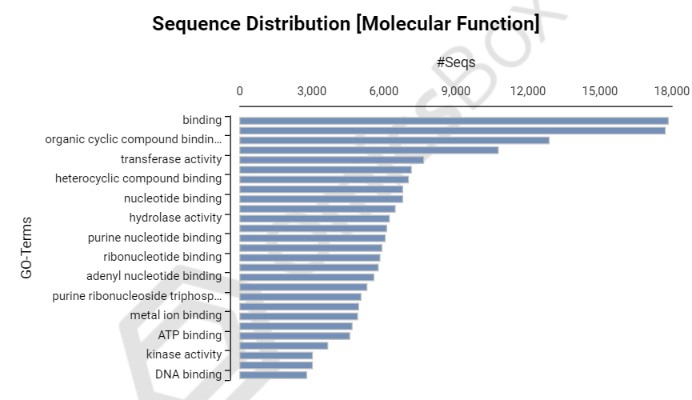 Sequence Distribution [Molecular Function]
#Seqs
0 3,000 6,000 9,000 12,000 15,000 18,000
binding
organic cyclic compound bindin...
transferase activity
heterocyclic compound binding
nucleotide binding
hydrolase activity
GO-Terms
purine nucleotide binding
ribonucleotide binding
adenyl nucleotide binding
purine ribonucleoside triphosp...
metal ion binding
ATP binding
kinase activity
DNA binding